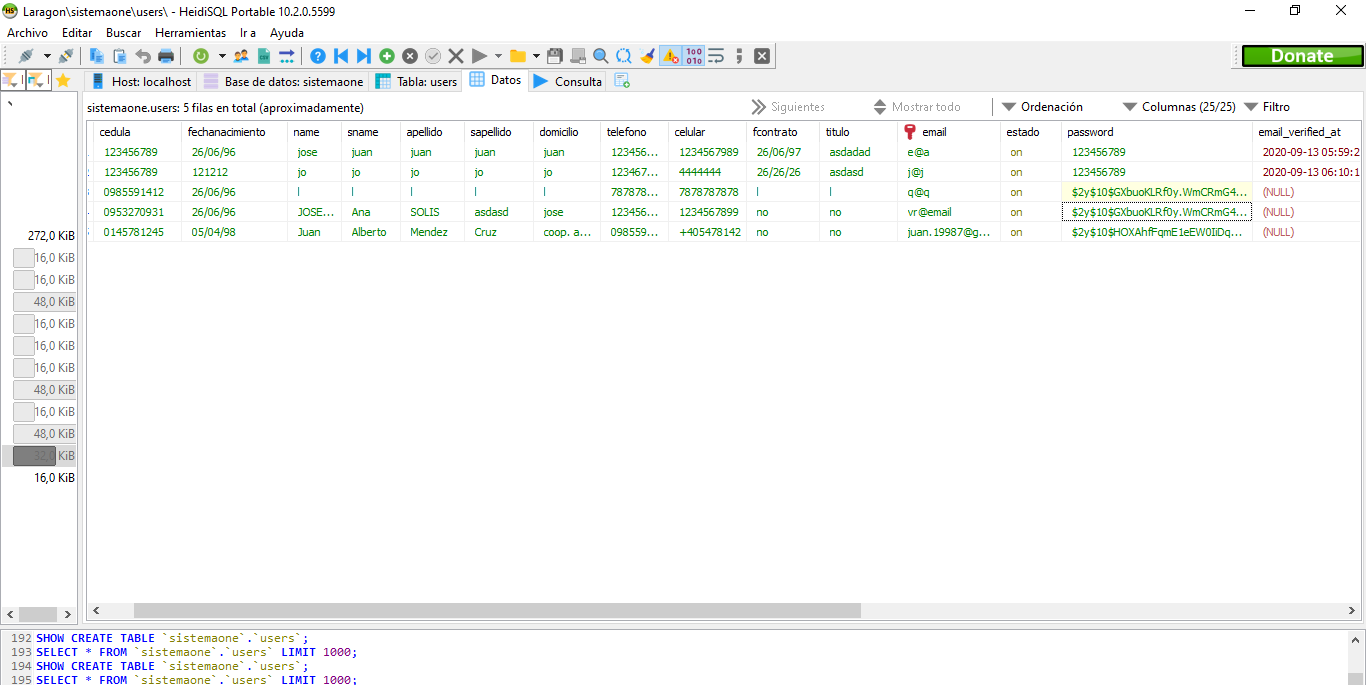 Laragon\sistemaone\users\ - HeidiSQL Portable 10.2.0.5599
Archivo Editar Buscar Herramientas Ir a Ayuda
Donate
Host: localhost Base de datos: sistemaone Tabla: users Datos Consulta
sistemaone.users: 5 filas en total (aproximadamente) Siguientes Mostrar todo Ordenación Columnas (25/25) Filtro
cedula fechanacimiento name sname apellido sapellido domicilio telefono celular fcontrato titulo email estado password email_verified_at
123456789 26/06/96 jose juan juan juan juan 123456... 1234567989 26/06/97 asdadad e@a on 123456789 2020-09-13 05:59:2
123456789 121212 jo jo jo jo jo 123467... 4444444 26/26/26 asdasd j@j on 123456789 2020-09-13 06:10:1
0985591412 26/06/96 l l l l l 787878... 7878787878 l l q@q on $2y$10$GXbuoKLRf0y.WmCRmG4... (NULL)
0953270931 26/06/96 JOSE... Ana SOLIS asdasd jose 123456... 1234567899 no no vr@email on $2y$10$GXbuoKLRf0y.WmCRmG4... (NULL)
0145781245 05/04/98 Juan Alberto Mendez Cruz coop. a... 098559... +405478142 no no juan.19987@g... on $2y$10$HOXAhfFqmE1eEW0IiDq... (NULL)
272,0 KiB
16,0 KiB
16,0 KiB
48,0 KiB
16,0 KiB
16,0 KiB
16,0 KiB
48,0 KiB
16,0 KiB
48,0 KiB
32,0 KiB
16,0 KiB
192 SHOW CREATE TABLE `sistemaone`.`users`;
193 SELECT * FROM `sistemaone`.`users` LIMIT 1000;
194 SHOW CREATE TABLE `sistemaone`.`users`;
195 SELECT * FROM `sistemaone`.`users` LIMIT 1000;